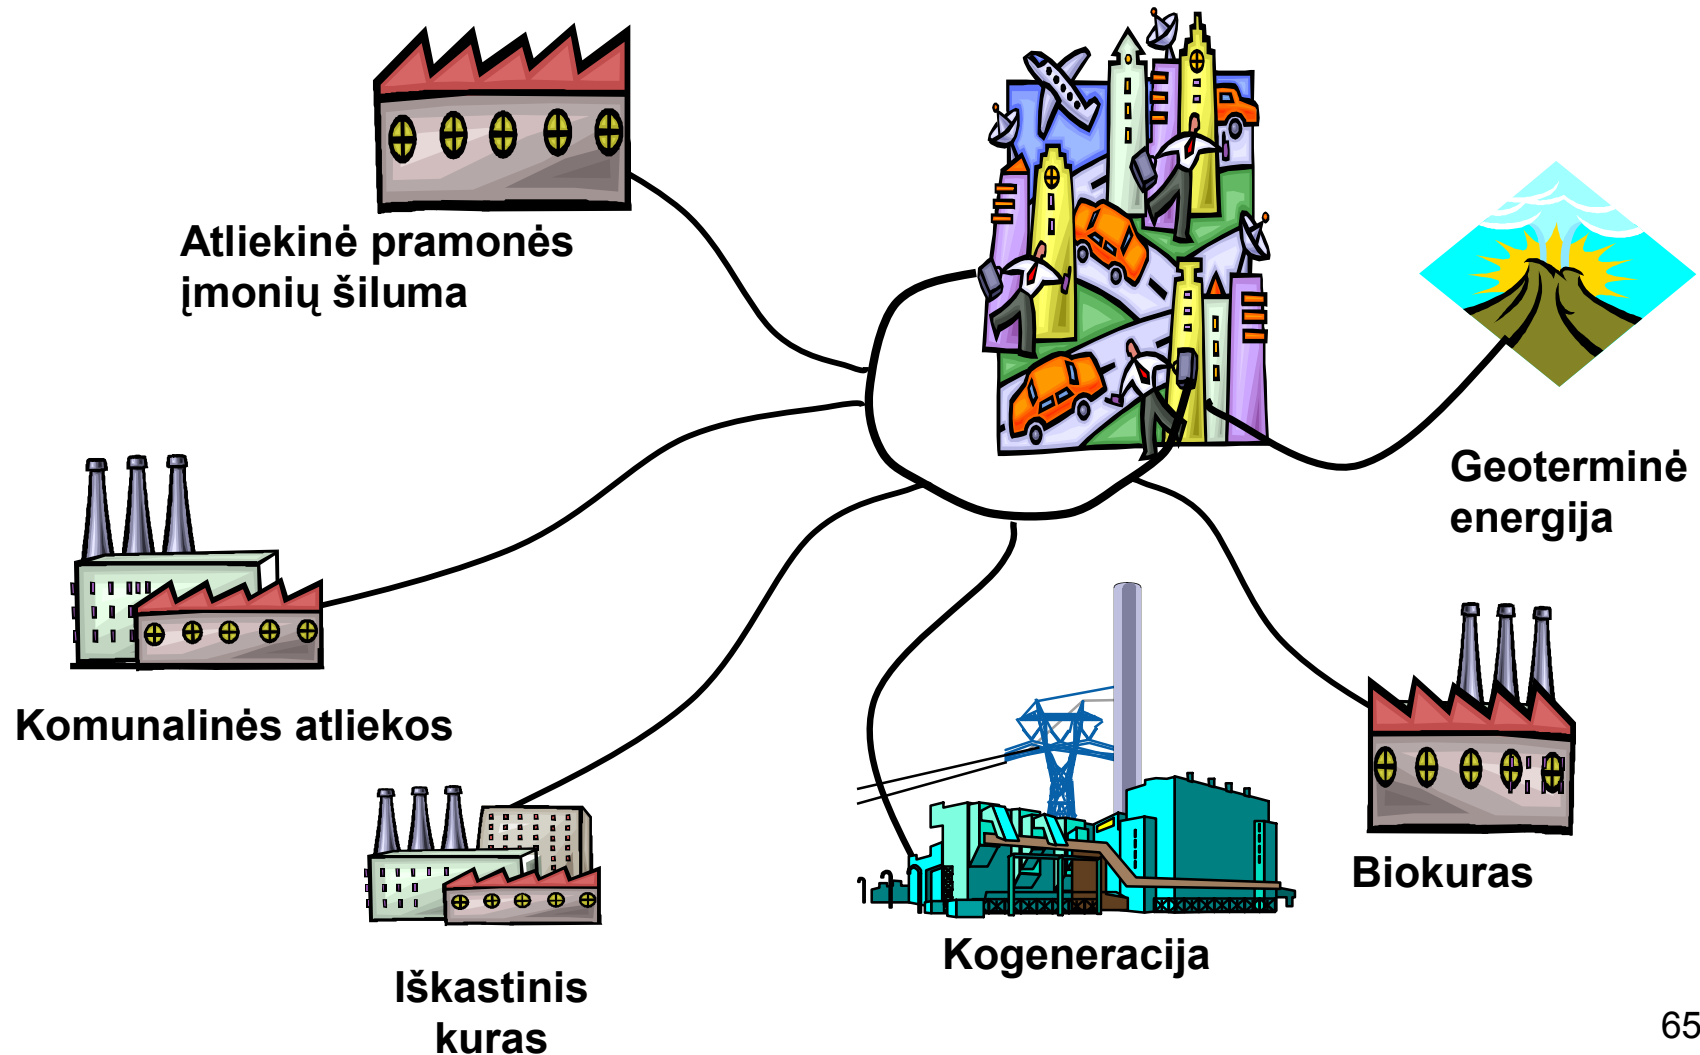 Atliekinė pramonės
įmonių šiluma
Geoterminė
energija
Komunalinės atliekos
Biokuras
Kogeneracija
Iškastinis
kuras
65